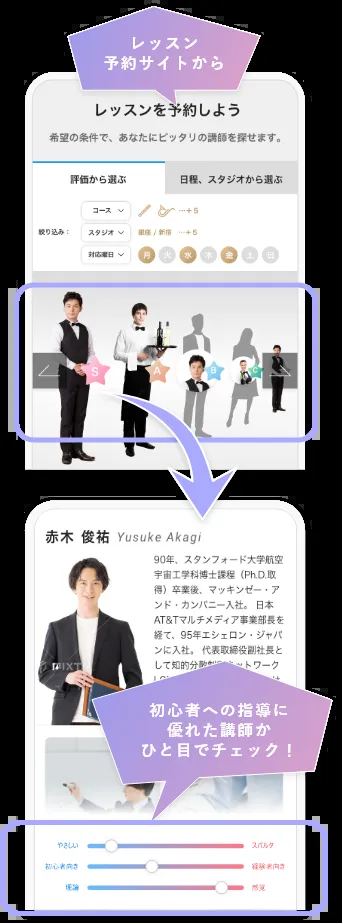 レッスン
予約サイトから
レッスンを予約しよう
希望の条件で、あなたにピッタリの講師を探せます。
評価から選ぶ
日程、スタジオから選ぶ
絞り込み：
コース
…＋5
スタジオ
銀座 / 新宿 …＋5
対応曜日
月 火 水 木 金 土 日
S A B C
赤木 俊祐 Yusuke Akagi
90年、スタンフォード大学航空
宇宙工学科博士課程（Ph.D.取
得）卒業後、マッキンゼー・ア
ンド・カンパニー入社。 日本
AT&Tマルチメディア事業部長を
経て、95年エシェロン・ジャパ
ンに入社。 代表取締役副社長と
して知的分散制御ネットワーク
初心者への指導に
優れた講師か
ひと目でチェック！
やさしい スパルタ
初心者向き 経験者向き
理論 感覚